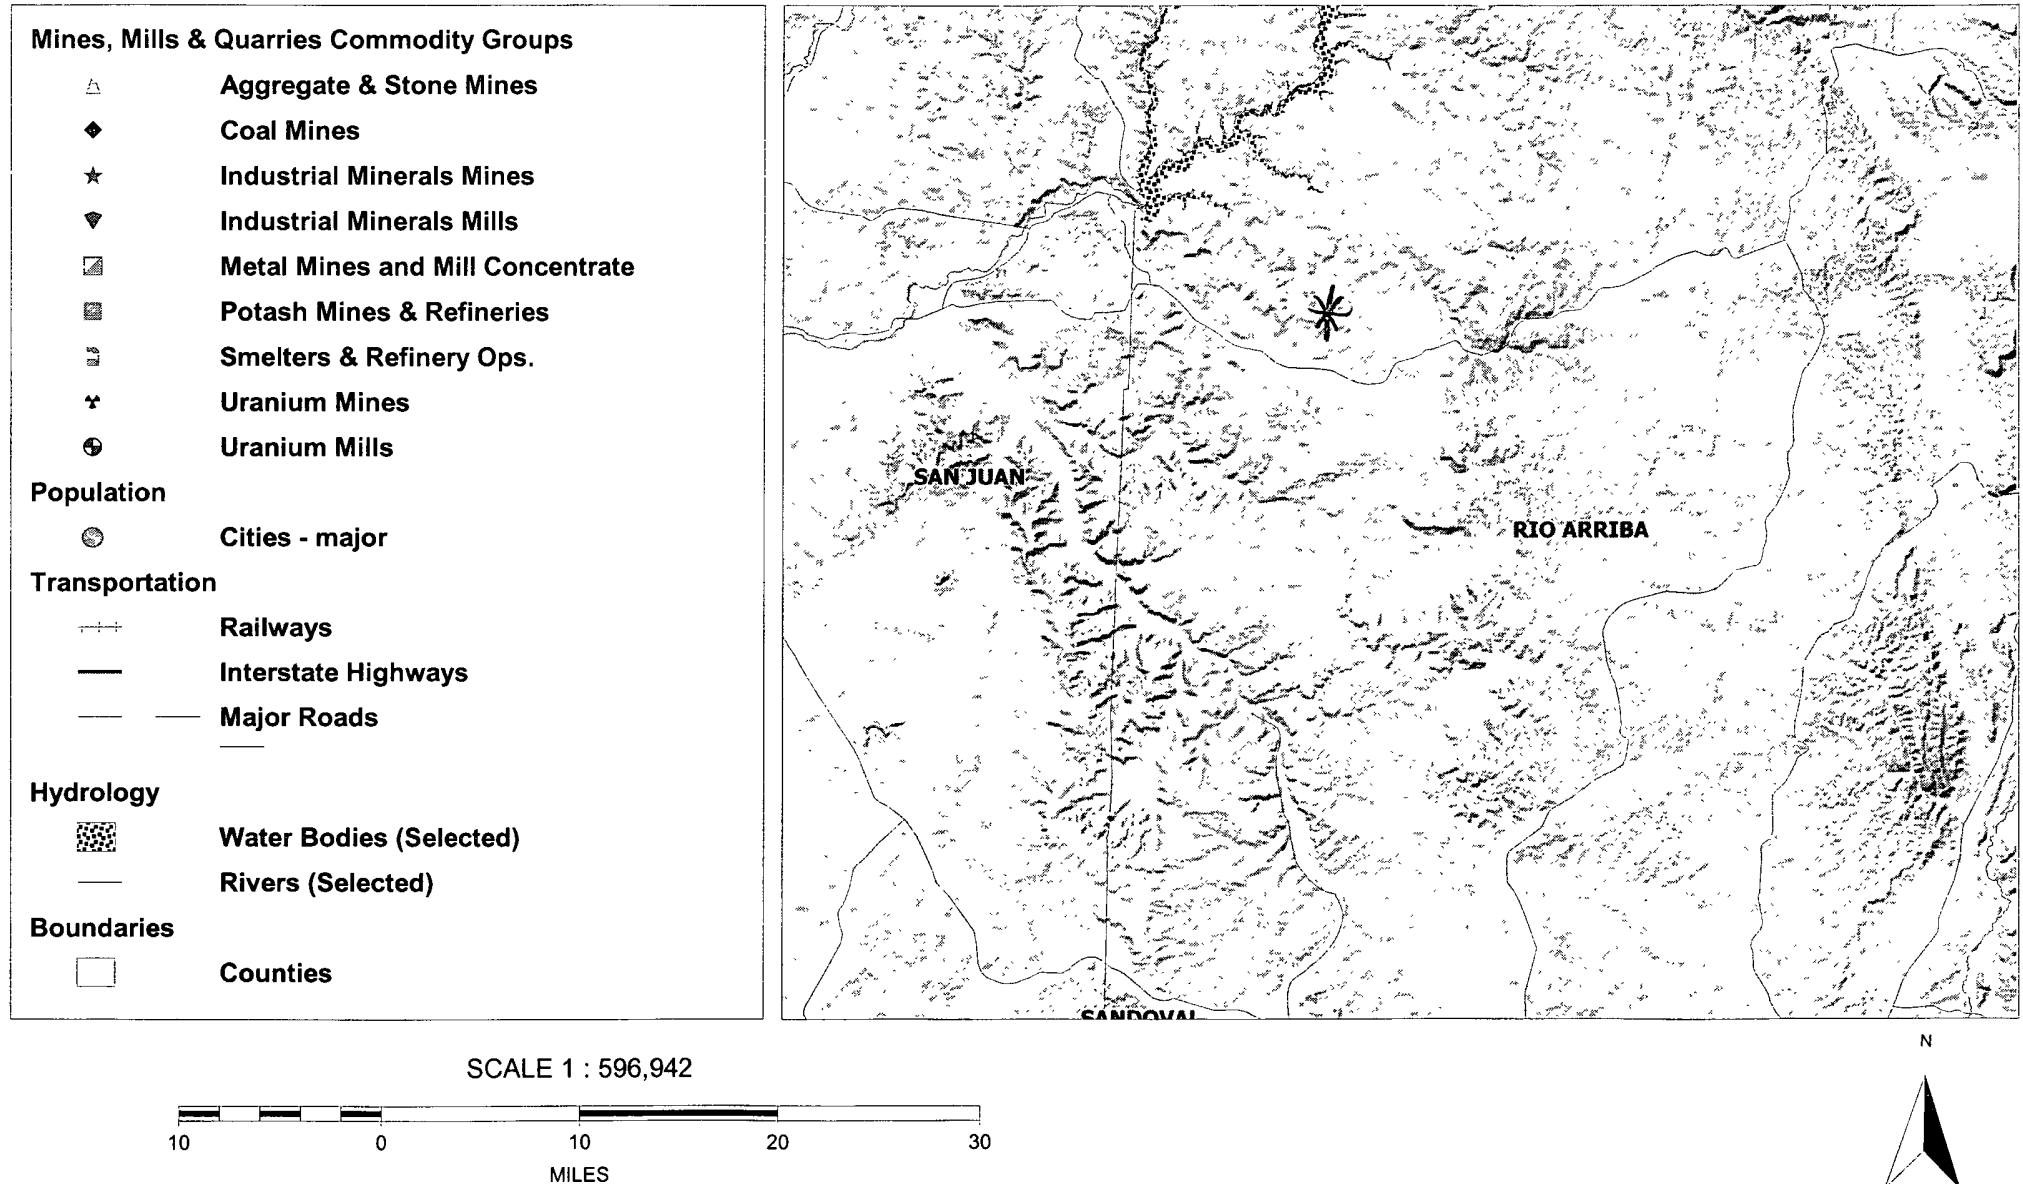 Mines, Mills & Quarries Commodity Groups
Aggregate & Stone Mines
Coal Mines
Industrial Minerals Mines
Industrial Minerals Mills
Metal Mines and Mill Concentrate
Potash Mines & Refineries
Smelters & Refinery Ops.
Uranium Mines
Uranium Mills
Population
Cities - major
Transportation
Railways
Interstate Highways
Major Roads
Hydrology
Water Bodies (Selected)
Rivers (Selected)
Boundaries
Counties
SAN JUAN
RIO ARRIBA
SANDOVAL
SCALE 1 : 596,942
10 0 10 20 30
MILES
N